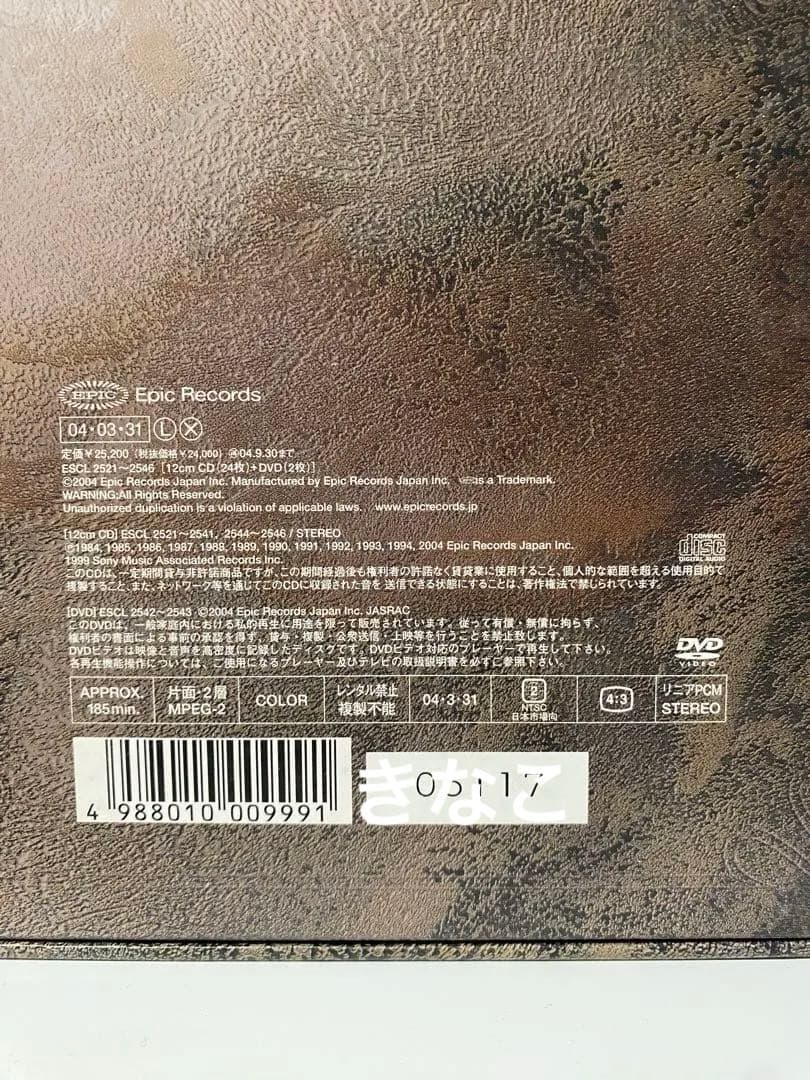 EPIC Epic Records
04・03・31 L X
定価¥25,200 (税抜価格¥24,000) 再04.9.30まで
ESCL 2521〜2546 [12cm CD(24枚)+DVD(2枚)]
©2004 Epic Records Japan Inc. Manufactured by Epic Records Japan Inc. EPIC is a Trademark.
WARNING:All Rights Reserved.
Unauthorized duplication is a violation of applicable laws. www.epicrecords.jp
[12cm CD] ESCL 2521〜2541, 2544〜2546 / STEREO
℗1984, 1985, 1986, 1987, 1988, 1989, 1990, 1991, 1992, 1993, 1994, 2004 Epic Records Japan Inc.
1999 Sony Music Associated Records Inc.
このCDは、一定期間貸与非許諾商品ですが、この期間経過後も権利者の許諾なく賃貸業に使用すること、個人的な範囲を超える使用目的で
複製すること、また、ネットワーク等を通じてこのCDに収録された音を送信できる状態にすることは、著作権法で禁じられています。
COMPACT
disc
DIGITAL AUDIO
[DVD] ESCL 2542〜2543 ©2004 Epic Records Japan Inc. JASRAC
このDVDは、一般家庭内における私的再生に用途を限って販売されています。従って有償・無償に拘らず、
権利者の書面による事前の承認を得ず、貸与・複製・公衆送信・上映等を行うことを禁止致します。
DVDビデオは映像と音声を高密度に記録したディスクです。DVDビデオ対応のプレーヤーで再生して下さい。
各再生機能操作については、ご使用になるプレーヤー及びテレビの取扱説明書を必ずご参照下さい。
DVD
VIDEO
APPROX.
185min.
片面・2層
MPEG-2
COLOR
レンタル禁止
複製不能
04・3・31
2
NTSC
日本市場向
4:3
リニアPCM
STEREO
4 988010 009991
きなこ